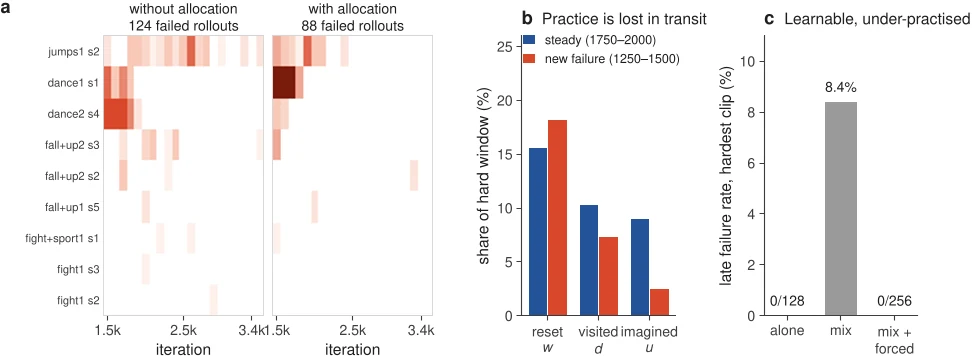 a
without allocation
124 failed rollouts
with allocation
88 failed rollouts
jumps1 s2
dance1 s1
dance2 s4
fall+up2 s3
fall+up2 s2
fall+up1 s5
fight+sport1 s1
fight1 s3
fight1 s2
1.5k 2.5k 3.4k
iteration
1.5k 2.5k 3.4k
iteration
b Practice is lost in transit
steady (1750–2000)
new failure (1250–1500)
share of hard window (%)
25
20
15
10
5
0
reset visited imagined
w d u
c Learnable, under-practised
late failure rate, hardest clip (%)
10
8
6
4
2
0
8.4%
0/128
0/256
alone mix mix +
forced